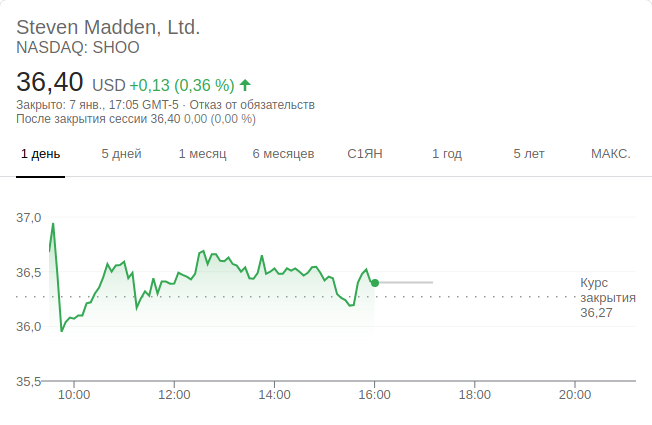 Steven Madden, Ltd.
NASDAQ: SHOO
36,40 USD +0,13 (0,36 %)
Закрыто: 7 янв., 17:05 GMT-5 · Отказ от обязательств
После закрытия сессии 36,40 0,00 (0,00 %)
1 день 5 дней 1 месяц 6 месяцев С1ЯН 1 год 5 лет МАКС.
37,0
36,5
Курс
закрытия
36,27
36,0
35,5
10:00 12:00 14:00 16:00 18:00 20:00